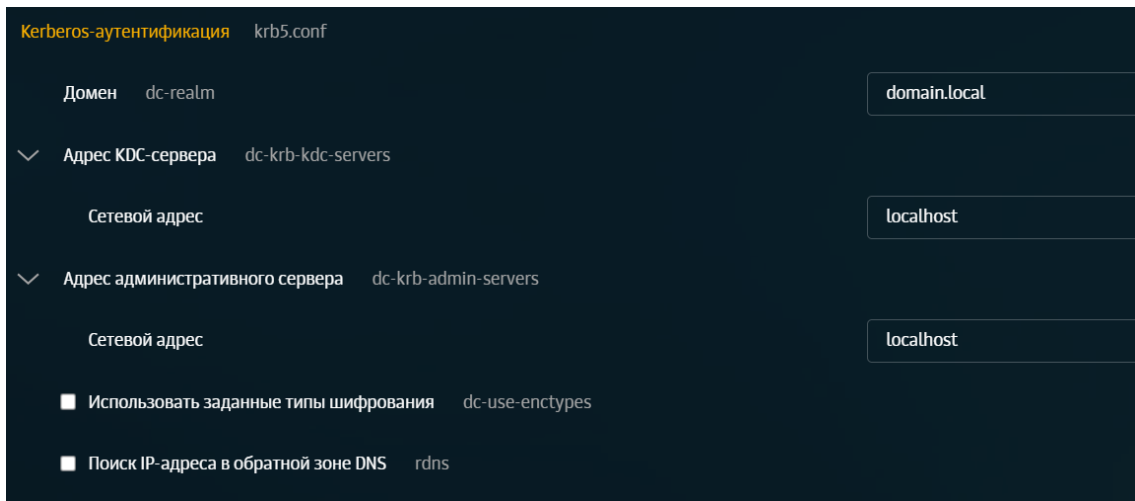 Kerberos-аутентификация krb5.conf
Домен dc-realm domain.local
Адрес KDC-сервера dc-krb-kdc-servers
Сетевой адрес localhost
Адрес административного сервера dc-krb-admin-servers
Сетевой адрес localhost
Использовать заданные типы шифрования dc-use-enctypes
Поиск IP-адреса в обратной зоне DNS rdns